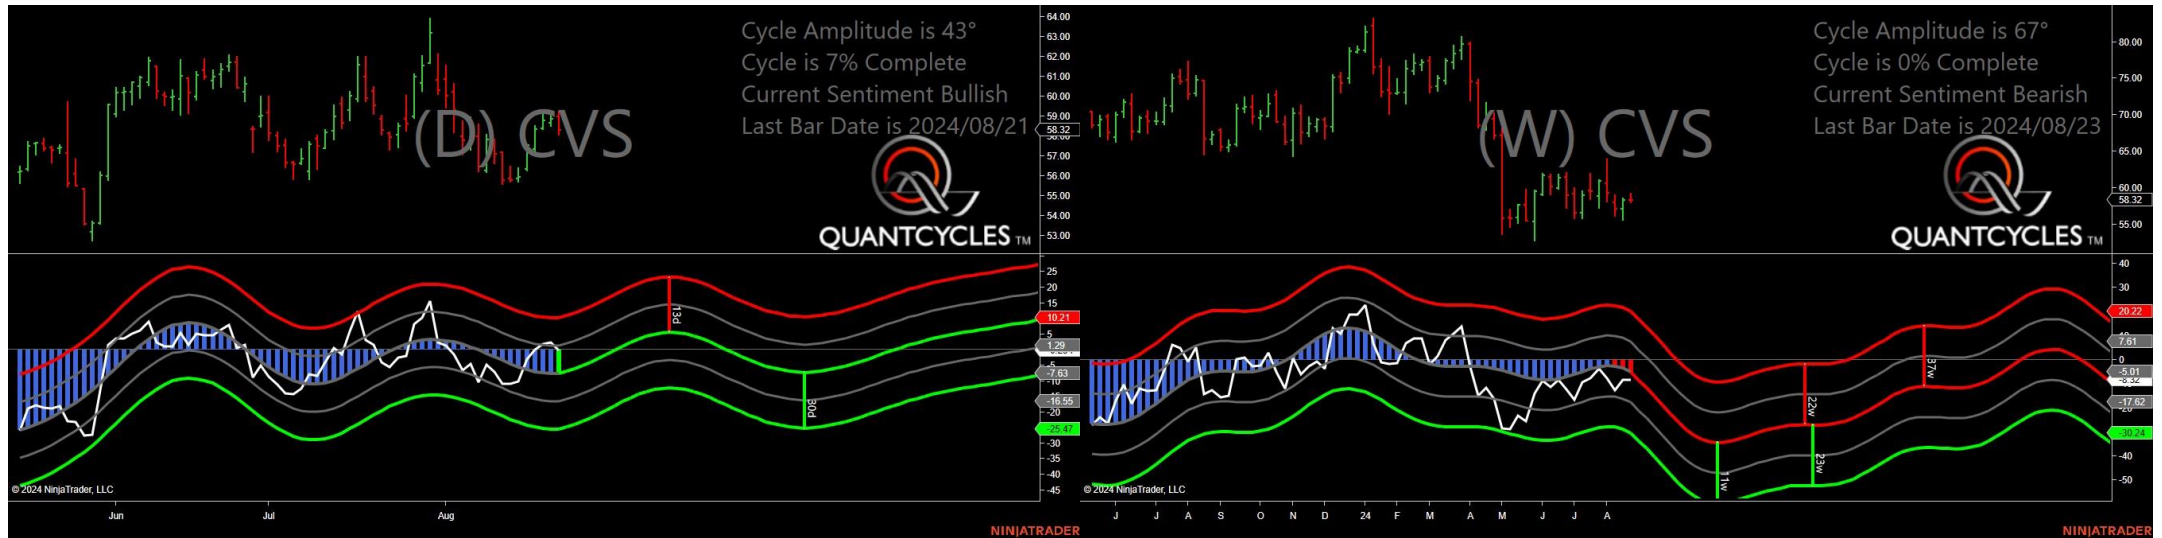 Cycle Amplitude is 43°
Cycle is 7% Complete
Current Sentiment Bullish
Last Bar Date is 2024/08/21
(D) CVS
QUANTCYCLES TM
64.00
63.00
62.00
61.00
60.00
59.00
58.32
57.00
56.00
55.00
54.00
53.00
25
20
15
10.21
5
1.29
-7.63
-10
-16.55
-20
-25.47
-30
-35
-40
-45
13d
30d
© 2024 NinjaTrader, LLC
Jun
Jul
Aug
NINJATRADER
Cycle Amplitude is 67°
Cycle is 0% Complete
Current Sentiment Bearish
Last Bar Date is 2024/08/23
(W) CVS
QUANTCYCLES TM
80.00
75.00
70.00
65.00
60.00
58.32
55.00
40
30
20.22
7.61
0
-5.01
-8.32
-17.62
-30.24
-40
-50
11w
22w
23w
37w
© 2024 NinjaTrader, LLC
J J A S O N D 24 F M A M J J A
NINJATRADER